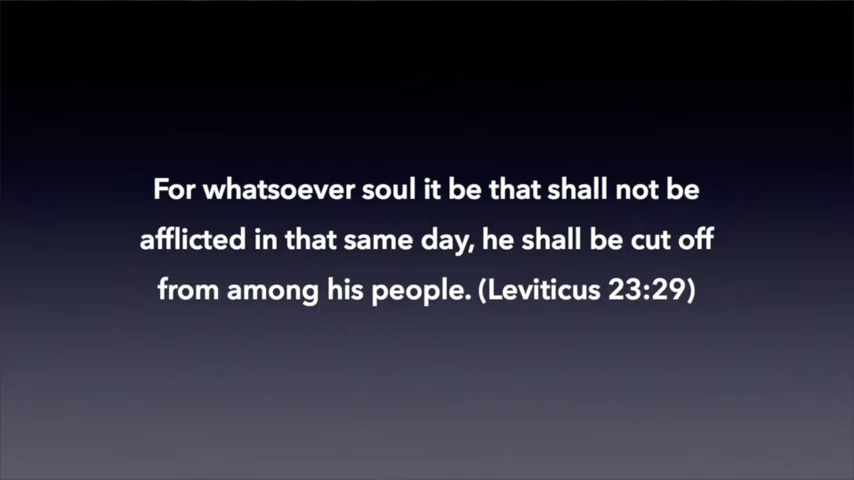 For whatsoever soul it be that shall not be
afflicted in that same day, he shall be cut off
from among his people. (Leviticus 23:29)